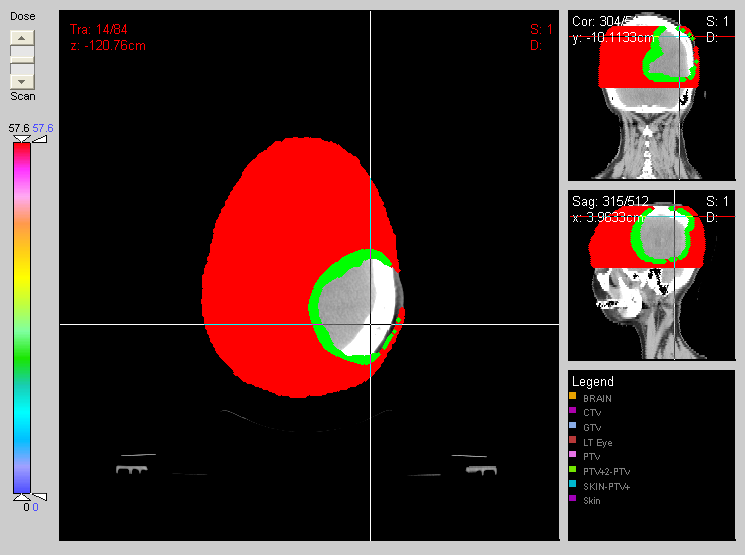 Dose
Scan
57.6 57.6
0 0
Tra: 14/84
z: -120.76cm
S: 1
D:
Cor: 304/512
y: -10.1133cm
S: 1
D:
Sag: 315/512
x: 3.9633cm
S: 1
D:
Legend
BRAIN
CTV
GTV
LT Eye
PTV
PTV+2-PTV
SKIN-PTV+
Skin